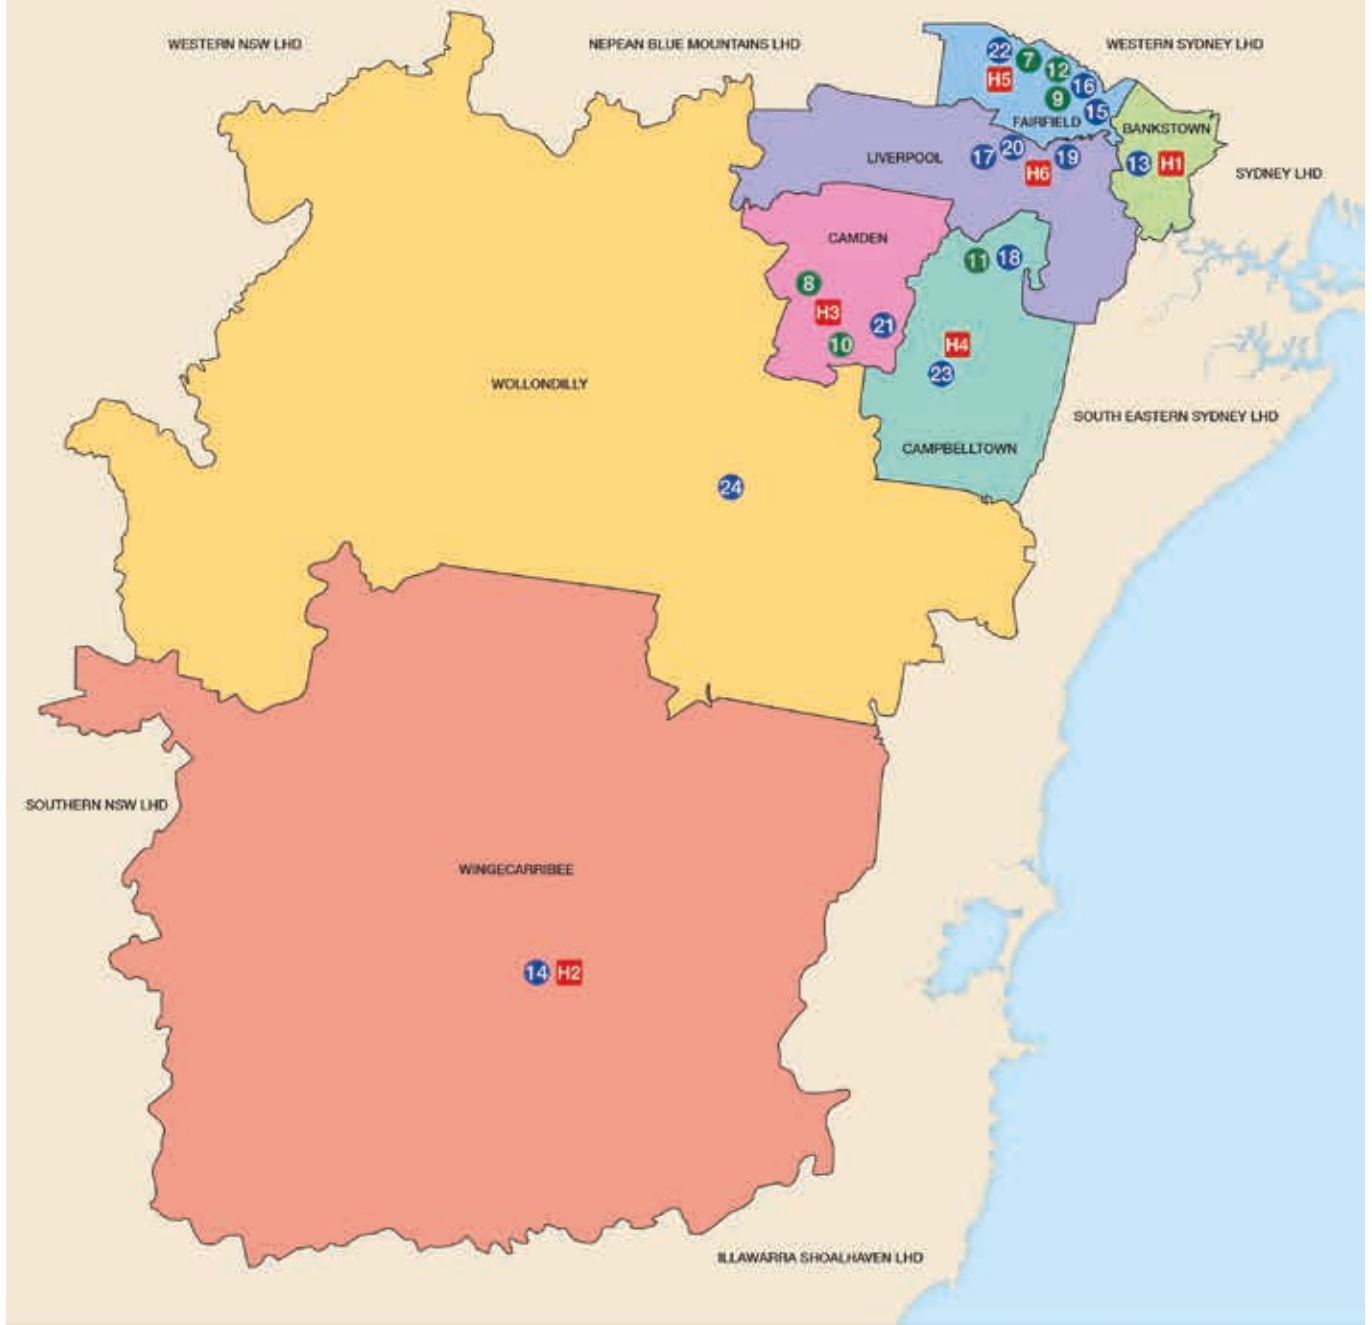 WESTERN NSW LHD
NEPEAN BLUE MOUNTAINS LHD
WESTERN SYDNEY LHD
22
7
12
H5
16
9
15
FAIRFIELD
BANKSTOWN
LIVERPOOL
17
20
19
H6
13
H1
SYDNEY LHD
CAMDEN
11
18
8
H3
21
10
H4
23
WOLLONDILLY
SOUTH EASTERN SYDNEY LHD
CAMPBELLTOWN
24
SOUTHERN NSW LHD
WINGECARRIBEE
14
H2
ILLAWARRA SHOALHAVEN LHD